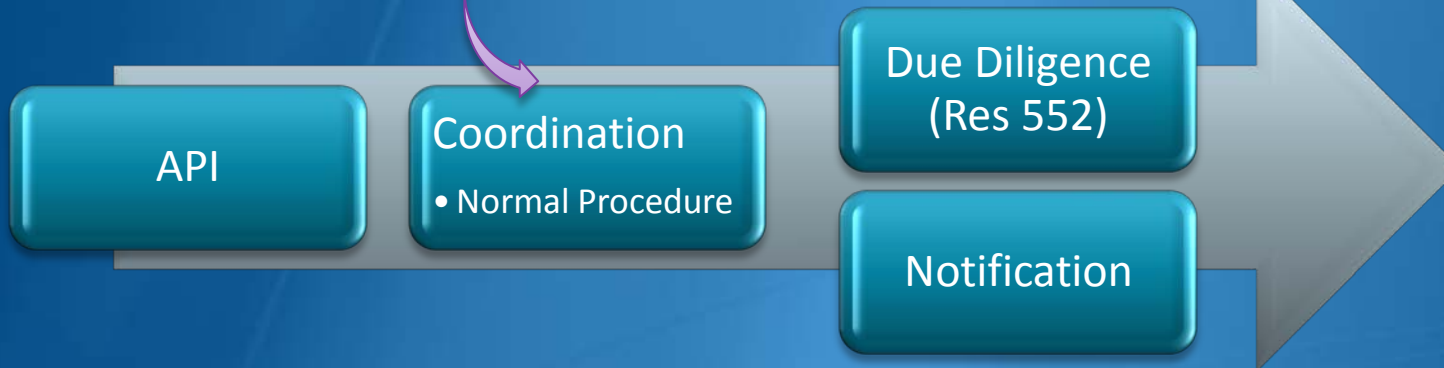 API
Coordination
• Normal Procedure
Due Diligence
(Res 552)
Notification